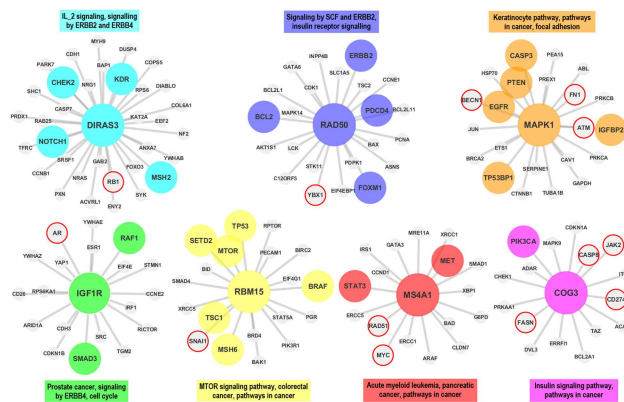 IL_2 signaling, signalling
by ERBB2 and ERBB4
Signaling by SCF and ERBB2,
insulin receptor signalling
Keratinocyte pathway, pathways
in cancer, focal adhesion
MYH9
CDH1
DUSP4
PARK7
BAP1
COPS5
CHEK2
KDR
NRG1
RPS6
DIABLO
SHC1
CASP7
COL6A1
PRDX1
RAB25
DIRAS3
KAT2A
EEF2
NF2
NOTCH1
TFRC
SRSF1
ANXA7
GAB2
YWHAB
CCNB1
FOXO3
MSH2
RB1
NRAS
SYK
PXN
ACVRL1
ENY2
INPP4B
ERBB2
GATA6
SLC1A5
CDK1
TSC2
CCNE1
BCL2L1
BCL2
MAPK14
PDCD4
BCL2L11
RAD50
PCNA
AKT1S1
LCK
BAX
STK11
ASNS
PDPK1
C12ORF5
FOXM1
YBX1
EIF4EBP1
CASP3
PEA15
HSP70
PTEN
ABL
PREX1
BECN1
FN1
EGFR
PRKCB
MAPK1
JUN
ATM
IGFBP2
ETS1
BRCA2
CAV1
PRKCA
SERPINE1
TP53BP1
GAPDH
CTNNB1
TUBA1B
YWHAE
AR
RAF1
ESR1
YWHAZ
YAP1
EIF4E
STMN1
CD20
RPS6KA1
IGF1R
CCNE2
IRF1
ARID1A
CDH3
SRC
RICTOR
CDKN1B
SMAD3
TGM2
TP53
RPTOR
SETD2
MTOR
PECAM1
BIRC2
BID
SMAD4
EIF4G1
BRAF
RBM15
XRCC5
TSC1
STAT5A
PGR
SNAI1
BRD4
MSH6
PIK3R1
BAK1
MRE11A
GATA3
XRCC1
IRS1
MET
CCND1
SMAD1
STAT3
XBP1
MS4A1
ERCC5
G6PD
RAD51
BAD
MYC
ERCC1
CLDN7
ARAF
CDKN1A
PIK3CA
MAPK9
JAK2
CASP8
ADAR
CHEK1
COG3
CD274
PRKAA1
FASN
TAZ
ERRFI1
DVL3
BCL2A1
Prostate cancer, signaling
by ERBB4, cell cycle
MTOR signaling pathway, colorectal
cancer, pathways in cancer
Acute myeloid leukemia, pancreatic
cancer, pathways in cancer
Insulin signaling
pathway, pathways in cancer